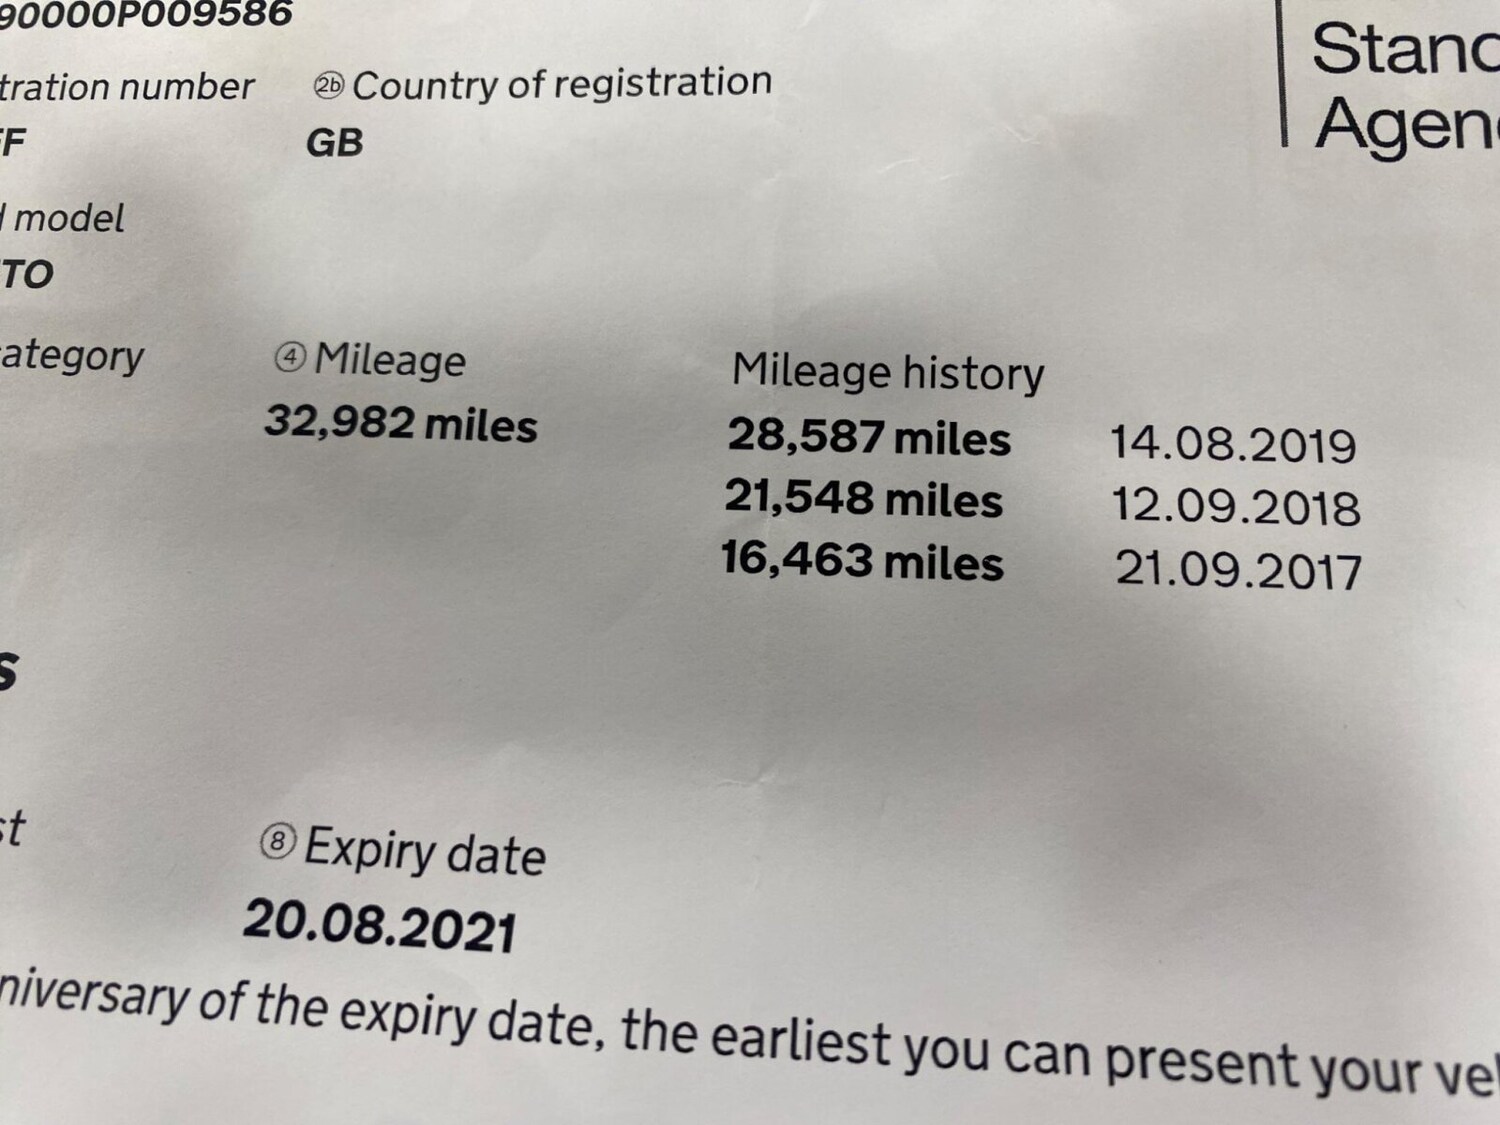 90000P009586
tration number
2b Country of registration
F
GB
Stand
Agen
model
TO
ategory
4 Mileage
32,982 miles
Mileage history
28,587 miles 14.08.2019
21,548 miles 12.09.2018
16,463 miles 21.09.2017
s
st
8 Expiry date
20.08.2021
niversary of the expiry date, the earliest you can present your veh